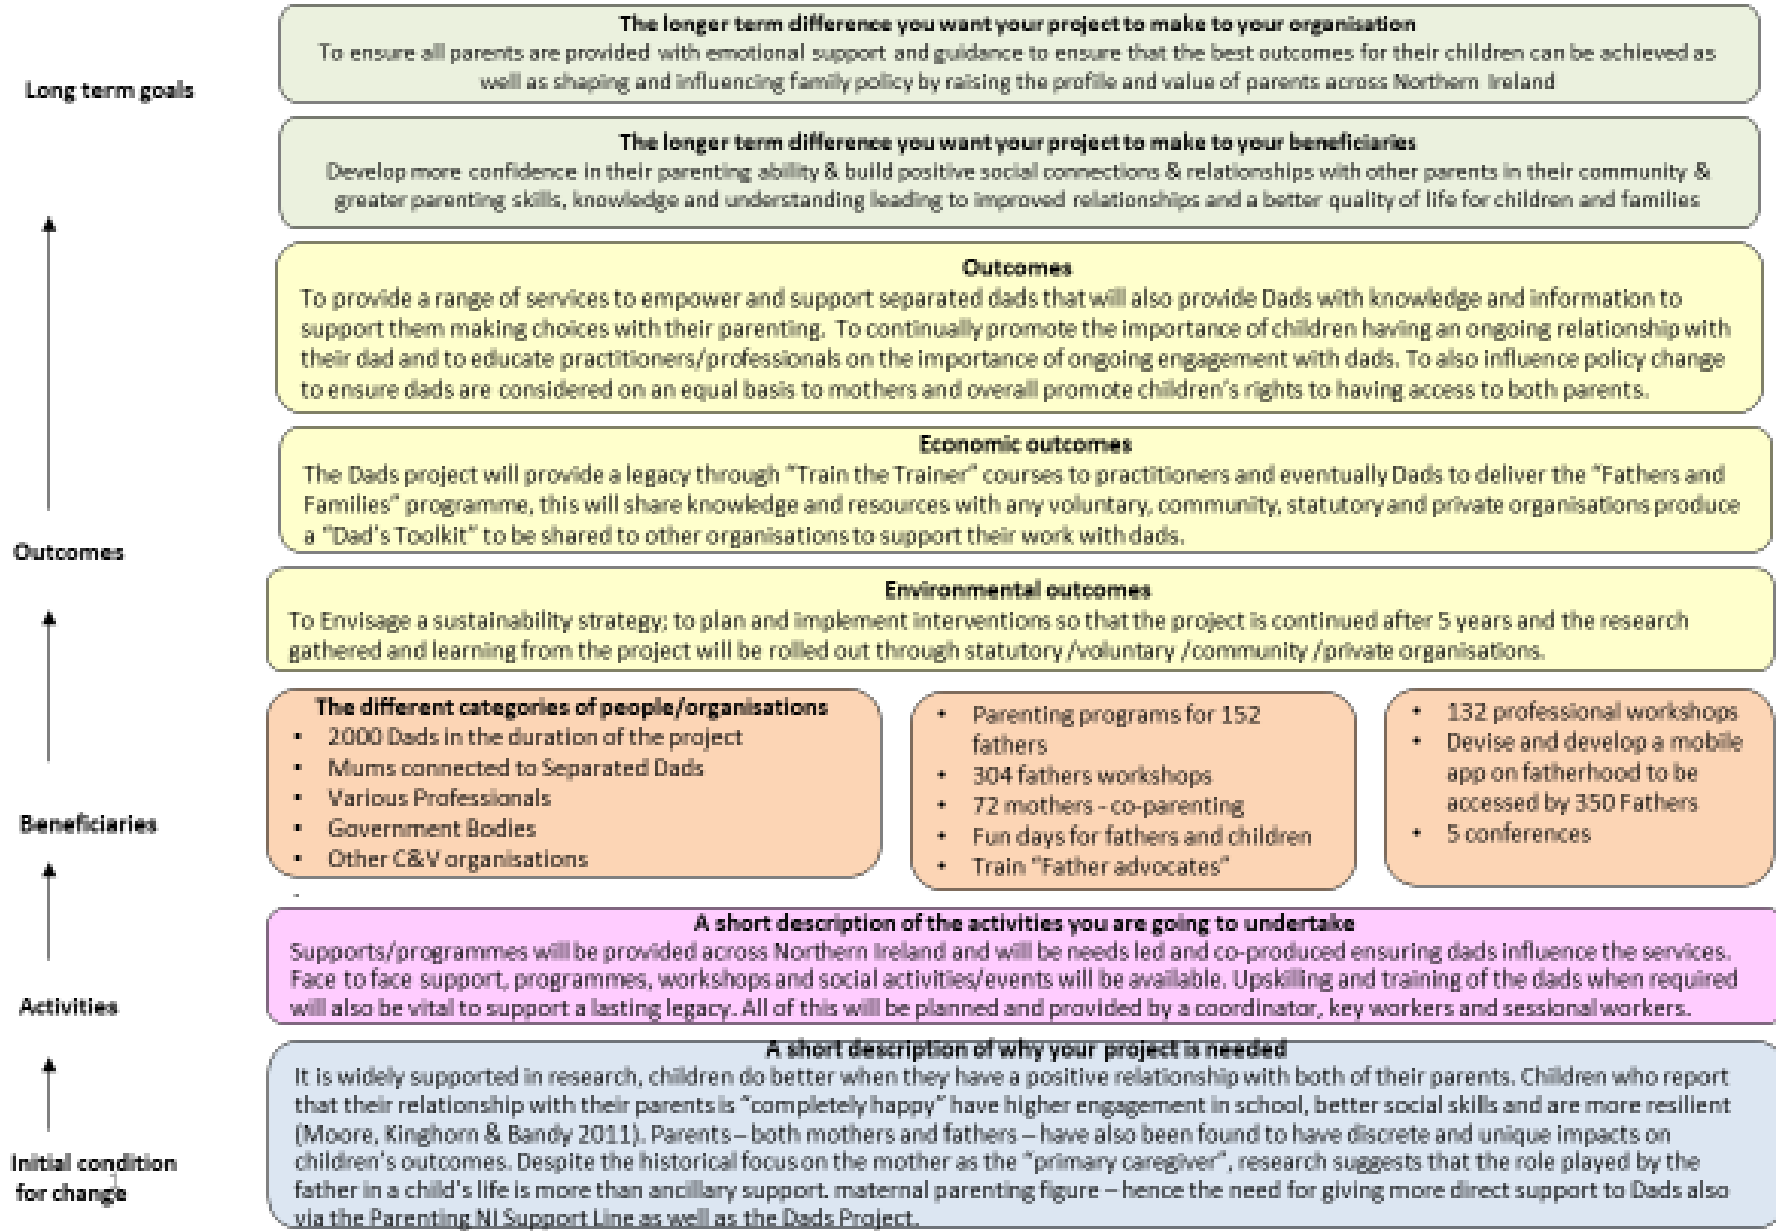 The longer term difference you want your project to make to your organisation
To ensure all parents are provided with emotional support and guidance to ensure that the best outcomes for their children can be achieved as
well as shaping and influencing family policy by raising the profile and value of parents across Northern Ireland
Long term goals
The longer term difference you want your project to make to your beneficiaries
Develop more confidence in their parenting ability & build positive social connections & relationships with other parents in their community &
greater parenting skills, knowledge and understanding leading to improved relationships and a better quality of life for children and families
Outcomes
To provide a range of services to empower and support separated dads that will also provide Dads with knowledge and information to
support them making choices with their parenting. To continually promote the importance of children having an ongoing relationship with
their dad and to educate practitioners/professionals on the importance of ongoing engagement with dads. To also influence policy change
to ensure dads are considered on an equal basis to mothers and overall promote children's rights to having access to both parents.
Economic outcomes
The Dads project will provide a legacy through "Train the Trainer" courses to practitioners and eventually Dads to deliver the "Fathers and
Families" programme, this will share knowledge and resources with any voluntary, community, statutory and private organisations produce
a "Dad's Toolkit" to be shared to other organisations to support their work with dads.
Outcomes
Environmental outcomes
To Envisage a sustainability strategy; to plan and implement interventions so that the project is continued after 5 years and the research
gathered and learning from the project will be rolled out through statutory /voluntary /community /private organisations.
The different categories of people/organisations
• 2000 Dads in the duration of the project
• Mums connected to Separated Dads
• Various Professionals
• Government Bodies
• Other C&V organisations
• Parenting programs for 152
fathers
• 304 fathers workshops
• 72 mothers - co-parenting
• Fun days for fathers and children
• Train "Father advocates"
• 132 professional workshops
• Devise and develop a mobile
app on fatherhood to be
accessed by 350 Fathers
• 5 conferences
Beneficiaries
A short description of the activities you are going to undertake
Supports/programmes will be provided across Northern Ireland and will be needs led and co-produced ensuring dads influence the services.
Face to face support, programmes, workshops and social activities/events will be available. Upskilling and training of the dads when required
will also be vital to support a lasting legacy. All of this will be planned and provided by a coordinator, key workers and sessional workers.
Activities
A short description of why your project is needed
It is widely supported in research, children do better when they have a positive relationship with both of their parents. Children who report
that their relationship with their parents is "completely happy" have higher engagement in school, better social skills and are more resilient
(Moore, Kinghorn & Bandy 2011). Parents – both mothers and fathers – have also been found to have discrete and unique impacts on
children's outcomes. Despite the historical focus on the mother as the "primary caregiver", research suggests that the role played by the
father in a child's life is more than ancillary support. maternal parenting figure – hence the need for giving more direct support to Dads also
via the Parenting NI Support Line as well as the Dads Project.
Initial condition
for change